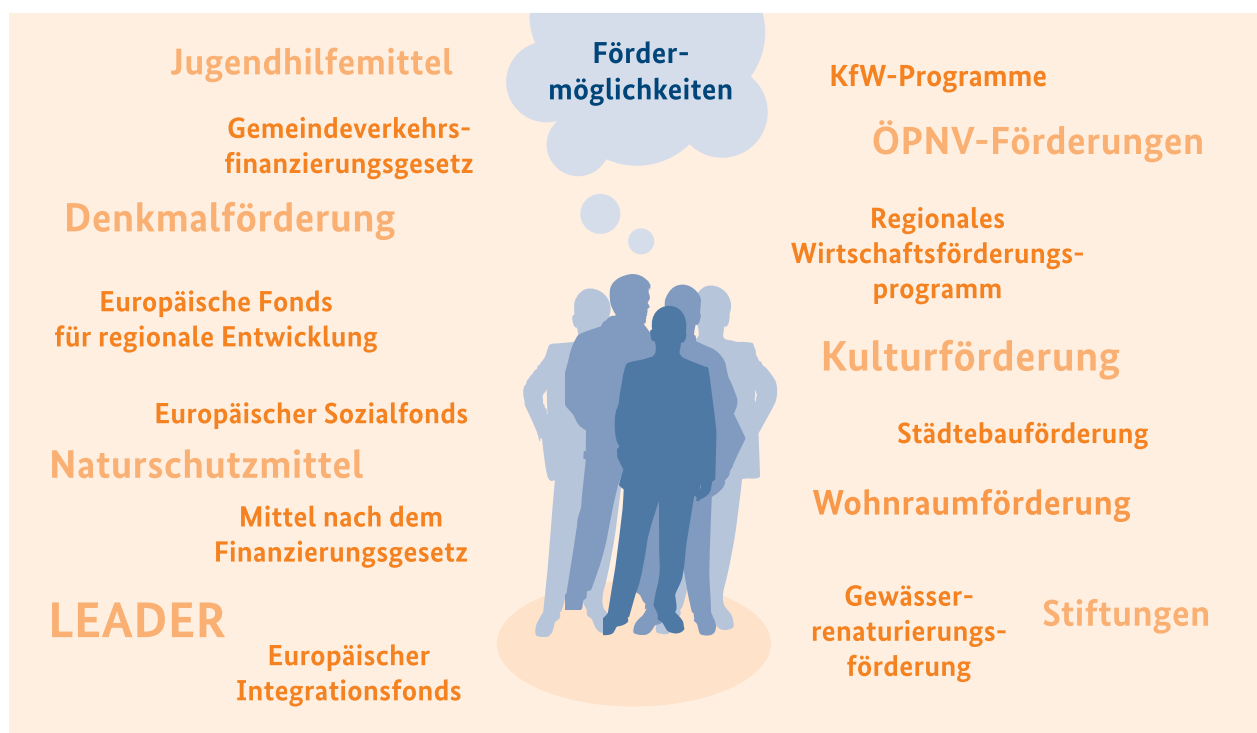 Förder-
möglichkeiten
Jugendhilfemittel
Gemeindeverkehrs-
finanzierungsgesetz
Denkmalförderung
Europäische Fonds
für regionale Entwicklung
Europäischer Sozialfonds
Naturschutzmittel
Mittel nach dem
Finanzierungsgesetz
LEADER
Europäischer
Integrationsfonds
KfW-Programme
ÖPNV-Förderungen
Regionales
Wirtschaftsförderungs-
programm
Kulturförderung
Städtebauförderung
Wohnraumförderung
Gewässer-
renaturierungs-
förderung
Stiftungen